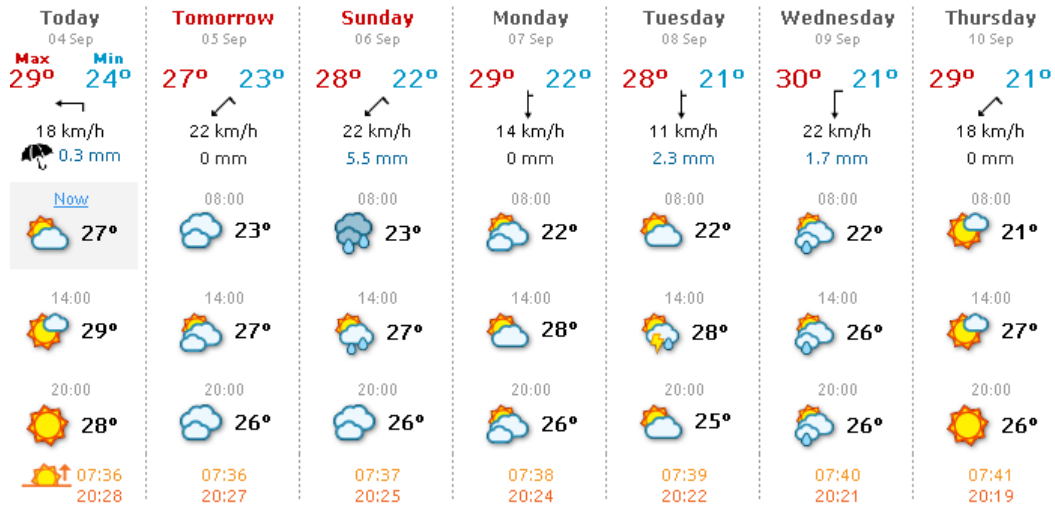 Today Tomorrow Sunday Monday Tuesday Wednesday Thursday
04 Sep 05 Sep 06 Sep 07 Sep 08 Sep 09 Sep 10 Sep
Max Min
29º 24º 27º 23º 28º 22º 29º 22º 28º 21º 30º 21º 29º 21º
18 km/h 22 km/h 22 km/h 14 km/h 11 km/h 22 km/h 18 km/h
0.3 mm 0 mm 5.5 mm 0 mm 2.3 mm 1.7 mm 0 mm
Now 08:00 08:00 08:00 08:00 08:00 08:00
27º 23º 23º 22º 22º 22º 21º
14:00 14:00 14:00 14:00 14:00 14:00 14:00
29º 27º 27º 28º 28º 26º 27º
20:00 20:00 20:00 20:00 20:00 20:00 20:00
28º 26º 26º 26º 25º 26º 26º
07:36 07:36 07:37 07:38 07:39 07:40 07:41
20:28 20:27 20:25 20:24 20:22 20:21 20:19